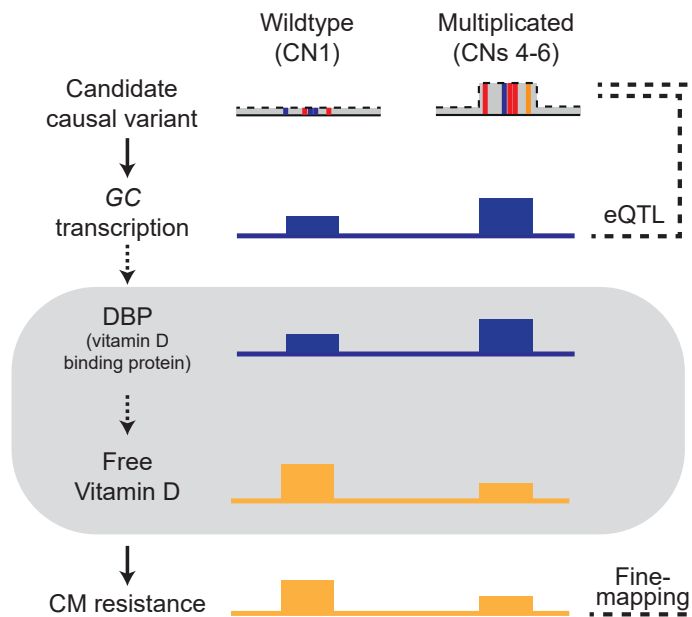 Wildtype
(CN1)
Multiplicated
(CNs 4-6)
Candidate
causal variant
GC
transcription
eQTL
DBP
(vitamin D
binding protein)
Free
Vitamin D
CM resistance
Fine-
mapping